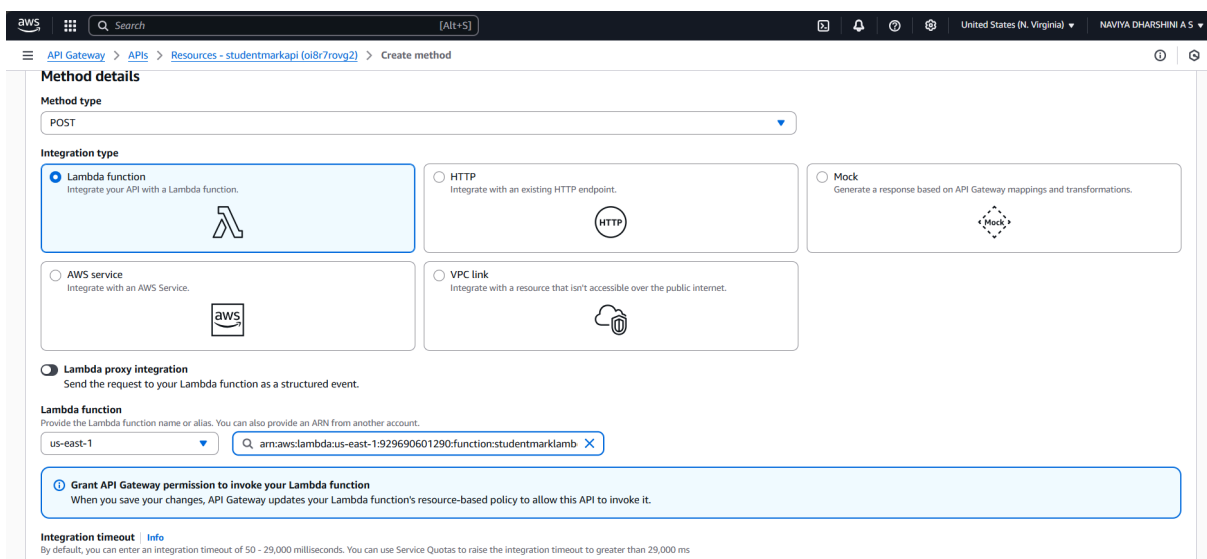 aws
Search [Alt+S]
United States (N. Virginia) NAVIYA DHARSHINI A S
API Gateway > APIs > Resources - studentmarkapi (oi8r7rovg2) > Create method
Method details
Method type
POST
Integration type
Lambda function
Integrate your API with a Lambda function.
HTTP
Integrate with an existing HTTP endpoint.
HTTP
Mock
Generate a response based on API Gateway mappings and transformations.
Mock
AWS service
Integrate with an AWS Service.
aws
VPC link
Integrate with a resource that isn't accessible over the public internet.
Lambda proxy integration
Send the request to your Lambda function as a structured event.
Lambda function
Provide the Lambda function name or alias. You can also provide an ARN from another account.
us-east-1
arn:aws:lambda:us-east-1:929690601290:function:studentmarklamb
Grant API Gateway permission to invoke your Lambda function
When you save your changes, API Gateway updates your Lambda function's resource-based policy to allow this API to invoke it.
Integration timeout Info
By default, you can enter an integration timeout of 50 - 29,000 milliseconds. You can use Service Quotas to raise the integration timeout to greater than 29,000 ms